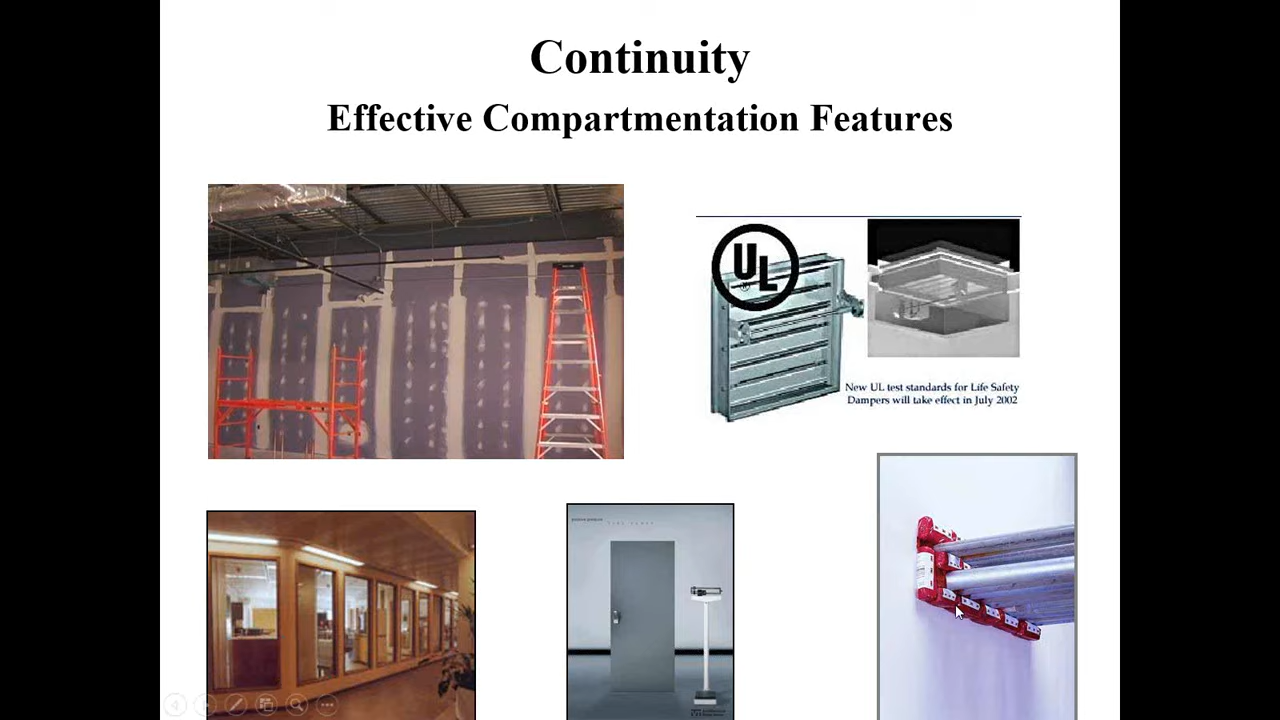 Continuity
Effective Compartmentation Features
UL
New UL test standards for Life Safety
Dampers will take effect in July 2002